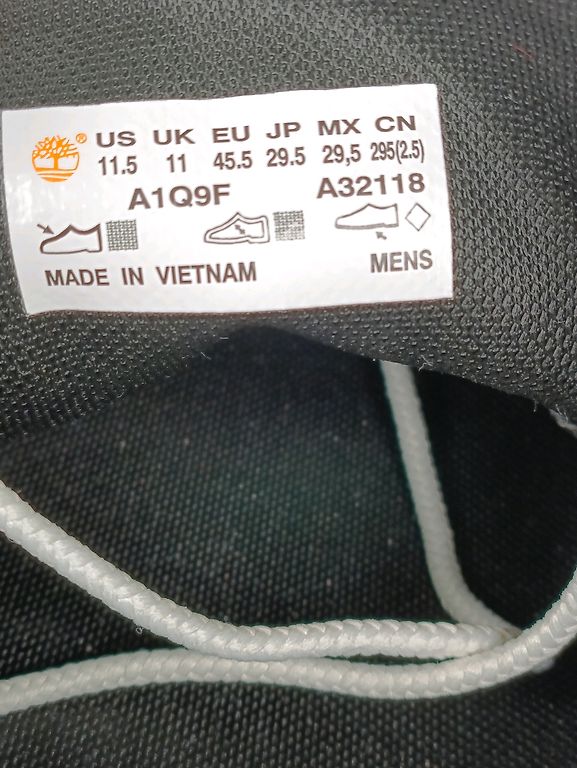 ® US UK EU JP MX CN
11.5 11 45.5 29.5 29,5 295(2.5)
A1Q9F A32118
MADE IN VIETNAM MENS